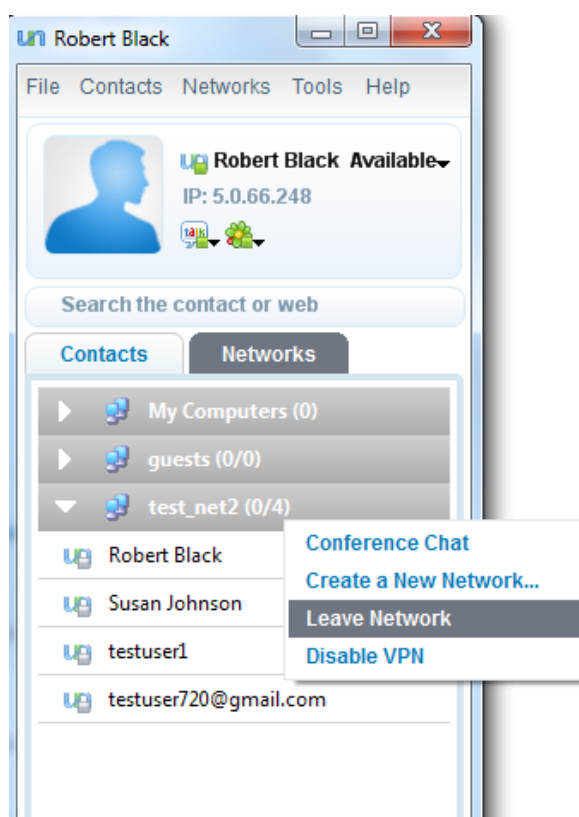 un Robert Black
File Contacts Networks Tools Help
Robert Black Available
IP: 5.0.66.248
talk
Search the contact or web
Contacts Networks
My Computers (0)
guests (0/0)
test_net2 (0/4)
Robert Black
Susan Johnson
testuser1
testuser720@gmail.com
Conference Chat
Create a New Network...
Leave Network
Disable VPN